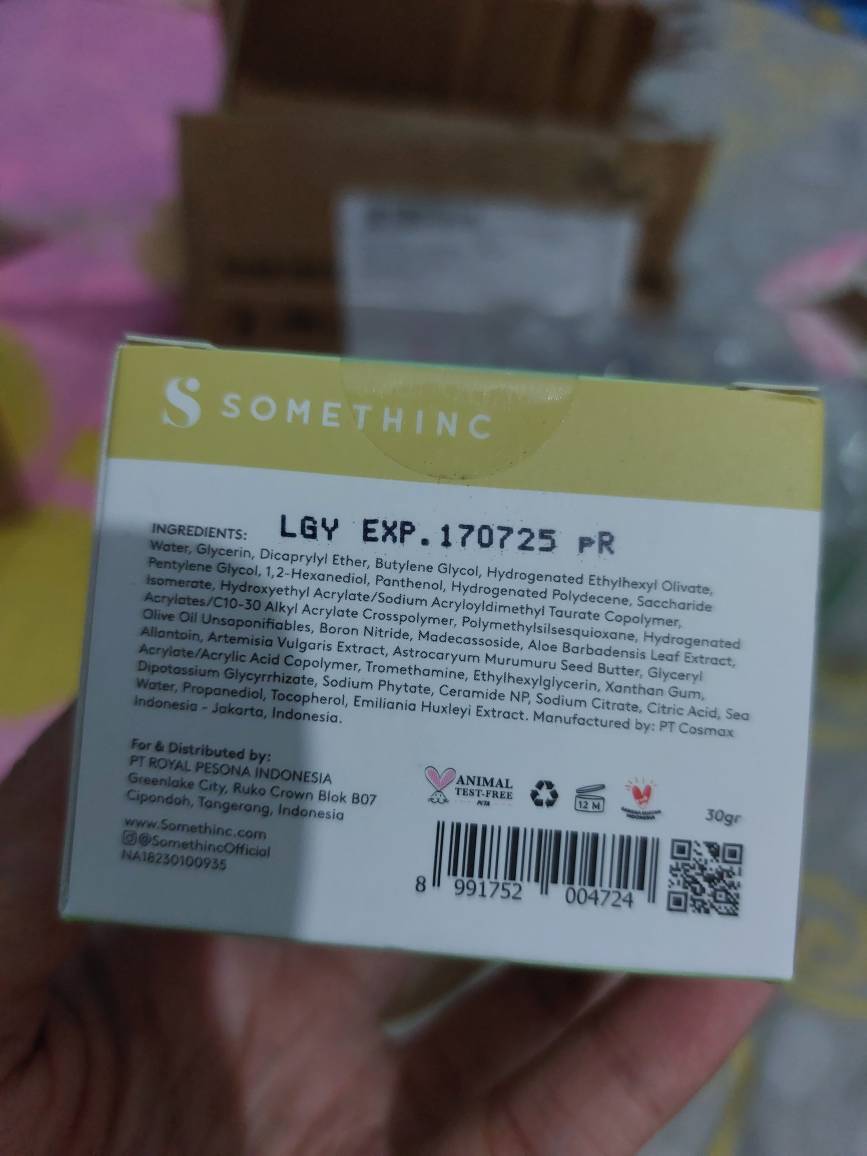 SOMETHINC
LGY EXP.170725 PR
INGREDIENTS:
Water, Glycerin, Dicaprylyl Ether, Butylene Glycol, Hydrogenated Ethylhexyl Olivate,
Pentylene Glycol, 1,2-Hexanediol, Panthenol, Hydrogenated Polydecene, Saccharide
Isomerate, Hydroxyethyl Acrylate/Sodium Acryloyldimethyl Taurate Copolymer,
Acrylates/C10-30 Alkyl Acrylate Crosspolymer, Polymethylsilsesquioxane, Hydrogenated
Olive Oil Unsaponifiables, Boron Nitride, Madecassoside, Aloe Barbadensis Leaf Extract,
Allantoin, Artemisia Vulgaris Extract, Astrocaryum Murumuru Seed Butter, Glyceryl
Acrylate/Acrylic Acid Copolymer, Tromethamine, Ethylhexylglycerin, Xanthan Gum,
Dipotassium Glycyrrhizate, Sodium Phytate, Ceramide NP, Sodium Citrate, Citric Acid, Sea
Water, Propanediol, Tocopherol, Emiliania Huxleyi Extract. Manufactured by: PT Cosmax
Indonesia - Jakarta, Indonesia.
For & Distributed by:
PT ROYAL PESONA INDONESIA
Greenlake City, Ruko Crown Blok B07
Cipondoh, Tangerang, Indonesia
www.Somethinc.com
@SomethincOfficial
NA18230100935
ANIMAL
TEST-FREE
PETA
12 M
30gr
8 991752 004724